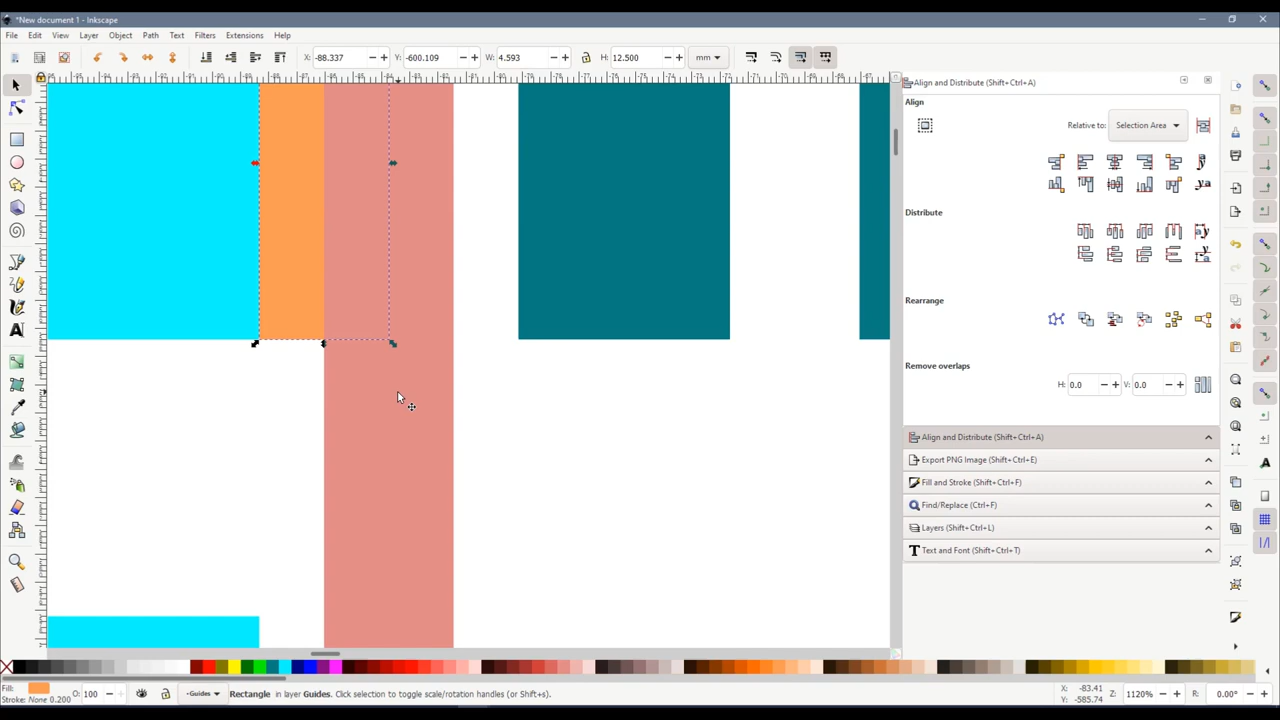 *New document 1 - Inkscape
File Edit View Layer Object Path Text Filters Extensions Help
X: -88.337 Y: -600.109 W: 4.593 H: 12.500 mm
Align and Distribute (Shift+Ctrl+A)
Align
Relative to: Selection Area
Distribute
Rearrange
Remove overlaps
H: 0.0 V: 0.0
Align and Distribute (Shift+Ctrl+A)
Export PNG Image (Shift+Ctrl+E)
Fill and Stroke (Shift+Ctrl+F)
Find/Replace (Ctrl+F)
Layers (Shift+Ctrl+L)
Text and Font (Shift+Ctrl+T)
Fill: O: 100 Guides Rectangle in layer Guides. Click selection to toggle scale/rotation handles (or Shift+s). X: -83.41 Z: 1120% R: 0.00°
Stroke: None 0.200 Y: -585.74